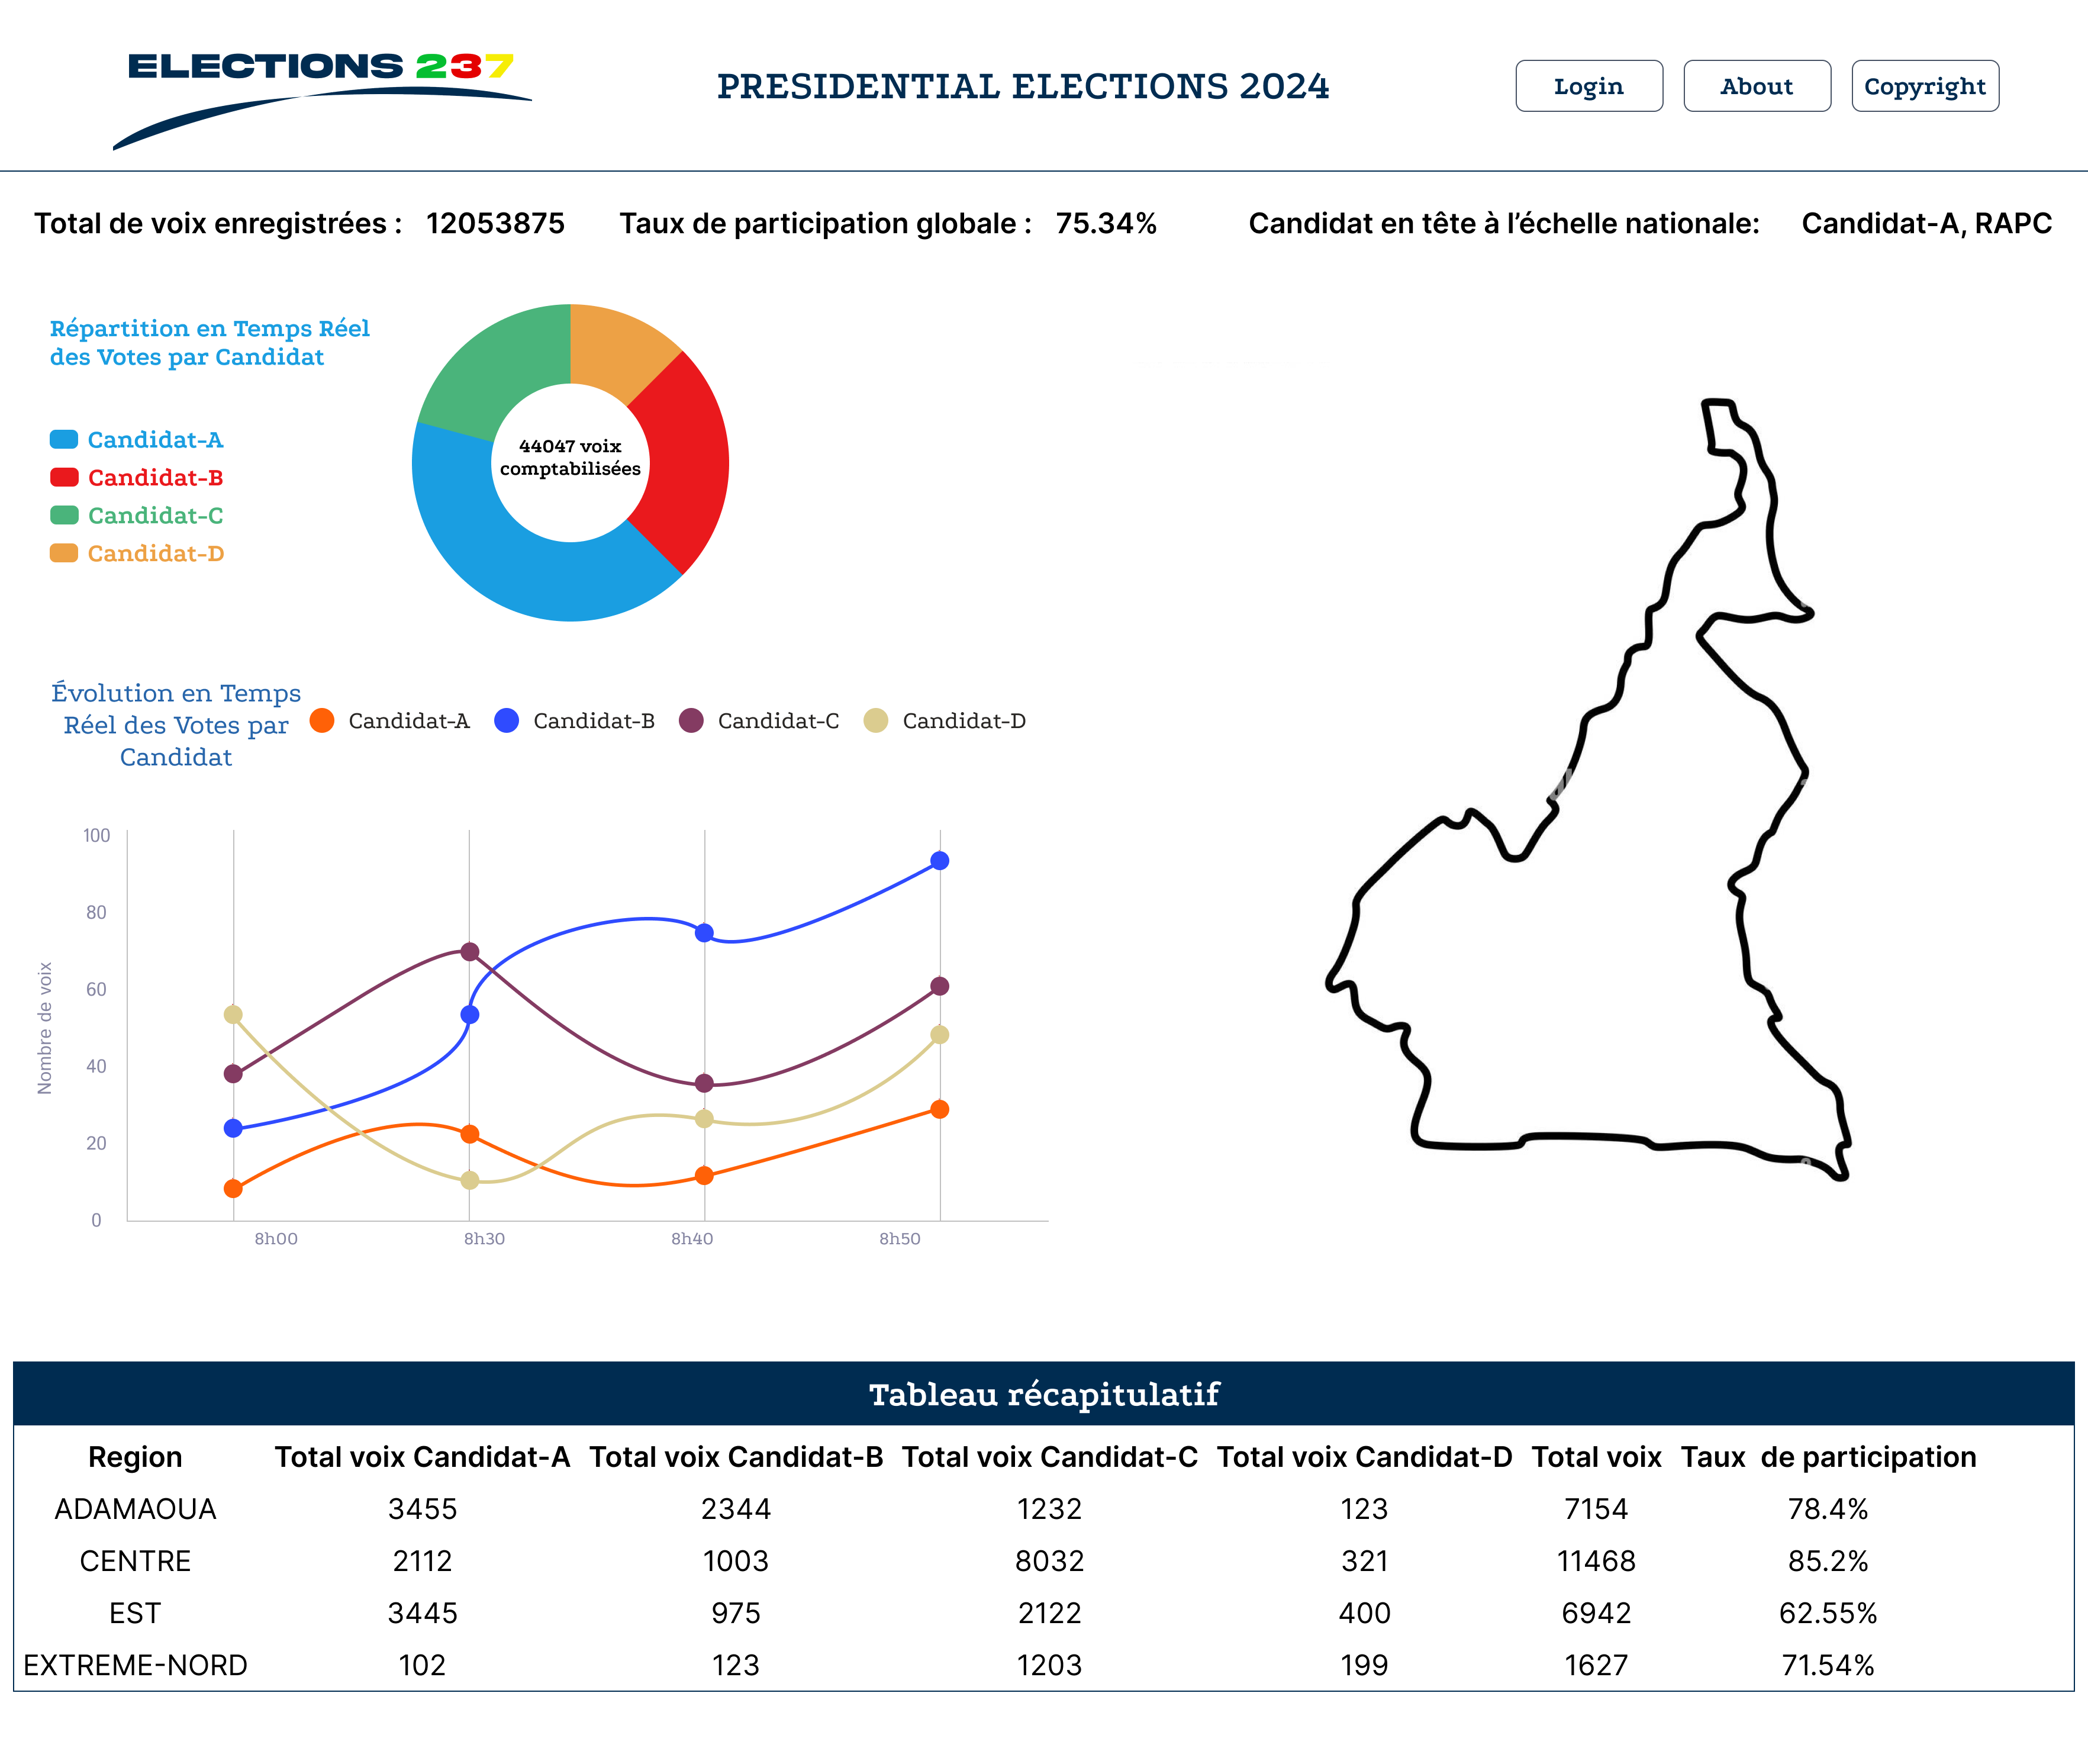 ELECTIONS 237
PRESIDENTIAL ELECTIONS 2024
Login
About
Copyright
Total de voix enregistrées : 12053875
Taux de participation globale : 75.34%
Candidat en tête à l’échelle nationale: Candidat-A, RAPC
Répartition en Temps Réel
des Votes par Candidat
Candidat-A
Candidat-B
Candidat-C
Candidat-D
44047 voix
comptabilisées
Évolution en Temps
Réel des Votes par
Candidat
Candidat-A
Candidat-B
Candidat-C
Candidat-D
Nombre de voix
100
80
60
40
20
0
8h00
8h30
8h40
8h50
Tableau récapitulatif
Region Total voix Candidat-A Total voix Candidat-B Total voix Candidat-C Total voix Candidat-D Total voix Taux de participation
ADAMAOUA 3455 2344 1232 123 7154 78.4%
CENTRE 2112 1003 8032 321 11468 85.2%
EST 3445 975 2122 400 6942 62.55%
EXTREME-NORD 102 123 1203 199 1627 71.54%